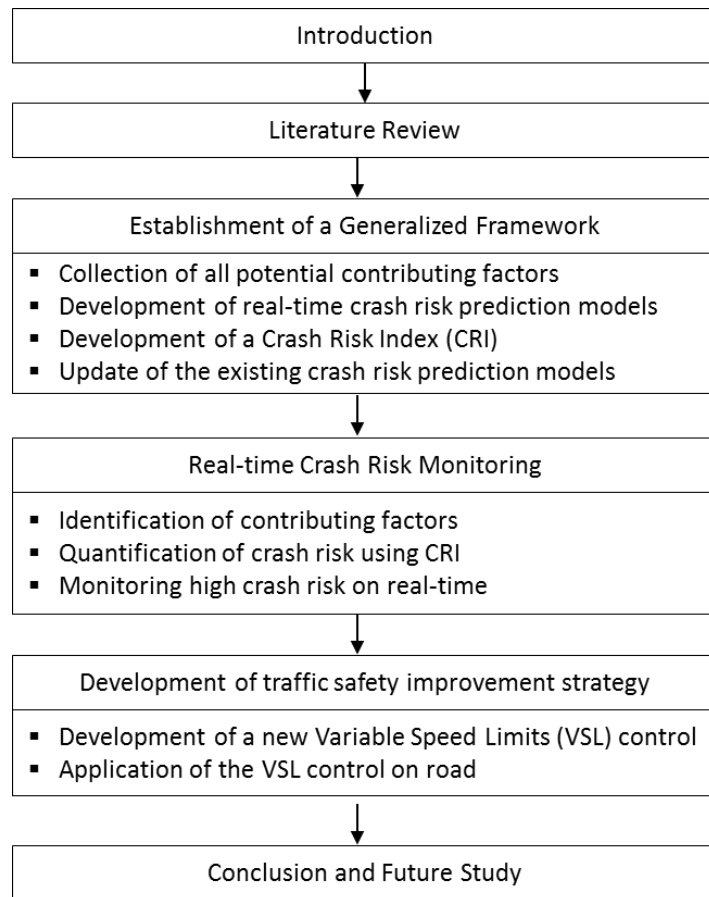 Introduction
Literature Review
Establishment of a Generalized Framework
▪ Collection of all potential contributing factors
▪ Development of real-time crash risk prediction models
▪ Development of a Crash Risk Index (CRI)
▪ Update of the existing crash risk prediction models
Real-time Crash Risk Monitoring
▪ Identification of contributing factors
▪ Quantification of crash risk using CRI
▪ Monitoring high crash risk on real-time
Development of traffic safety improvement strategy
▪ Development of a new Variable Speed Limits (VSL) control
▪ Application of the VSL control on road
Conclusion and Future Study